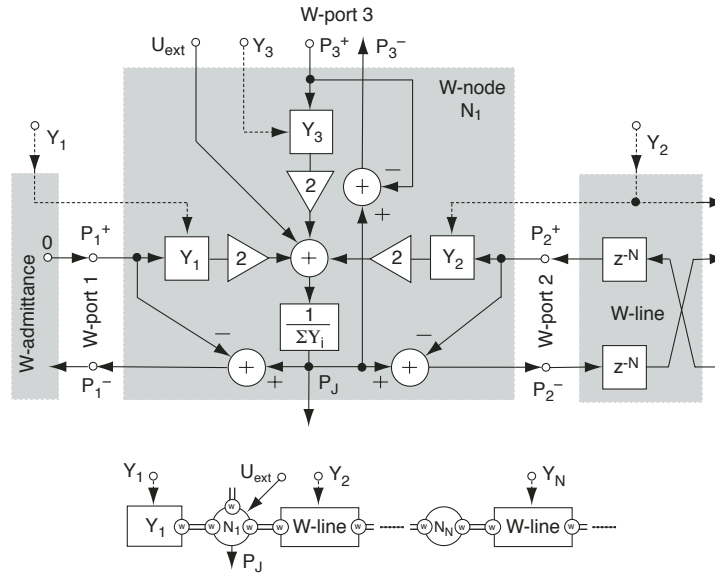 W-port 3
U_ext Y_3 P_3^+ P_3^-
W-node
N_1
Y_1
Y_3
Y_2
2
−
+
+
W-admittance
0
P_1^+
W-port 1
P_1^-
Y_1
2
+
2
Y_2
P_2^+
W-port 2
P_2^-
z^-N
W-line
z^-N
1
ΣY_i
−
+
+
P_J
−
+
+
Y_1
U_ext
Y_2
Y_N
Y_1 w w N_1 w w w W-line w w N_N w w W-line w
P_J